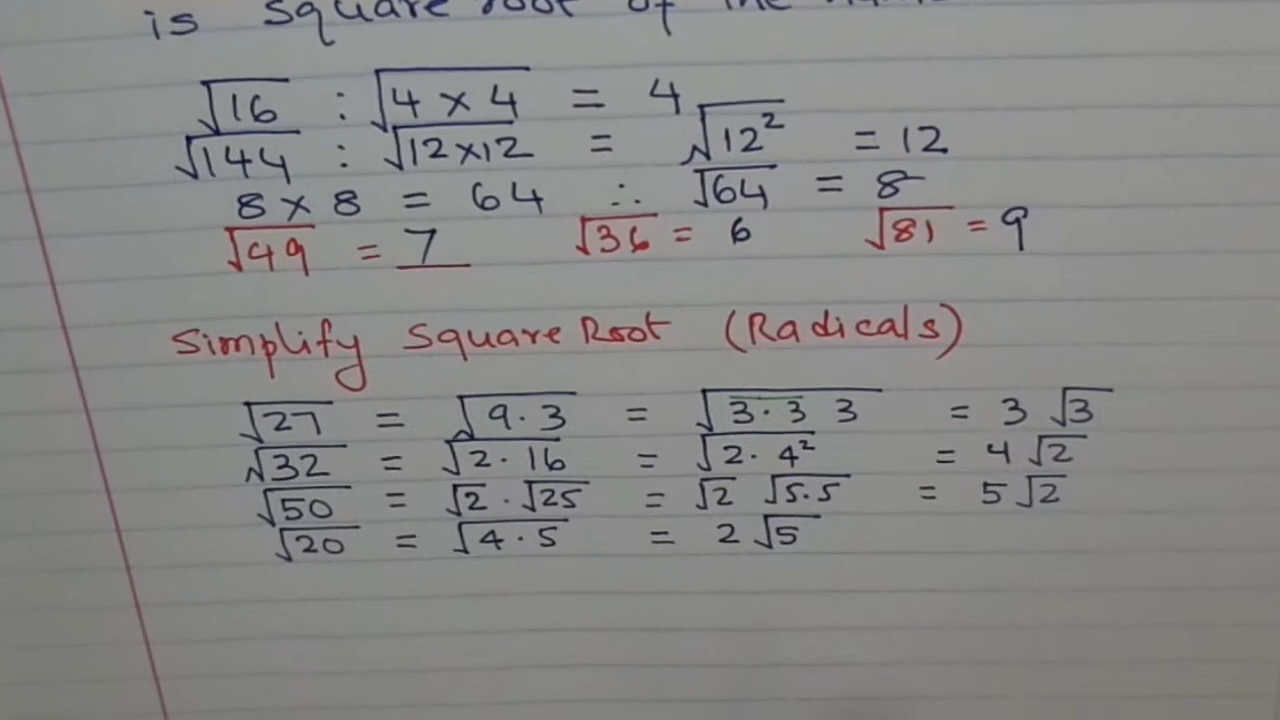 is square root of the
√16 : √4 × 4 = 4
√144 : √12×12 = √12² = 12
8 × 8 = 64 ∴ √64 = 8
√49 = 7 √36 = 6 √81 = 9
Simplify Square Root (Radicals)
√27 = √9·3 = √3·3 3 = 3 √3
√32 = √2·16 = √2·4² = 4 √2
√50 = √2 · √25 = √2 √5·5 = 5 √2
√20 = √4·5 = 2 √5